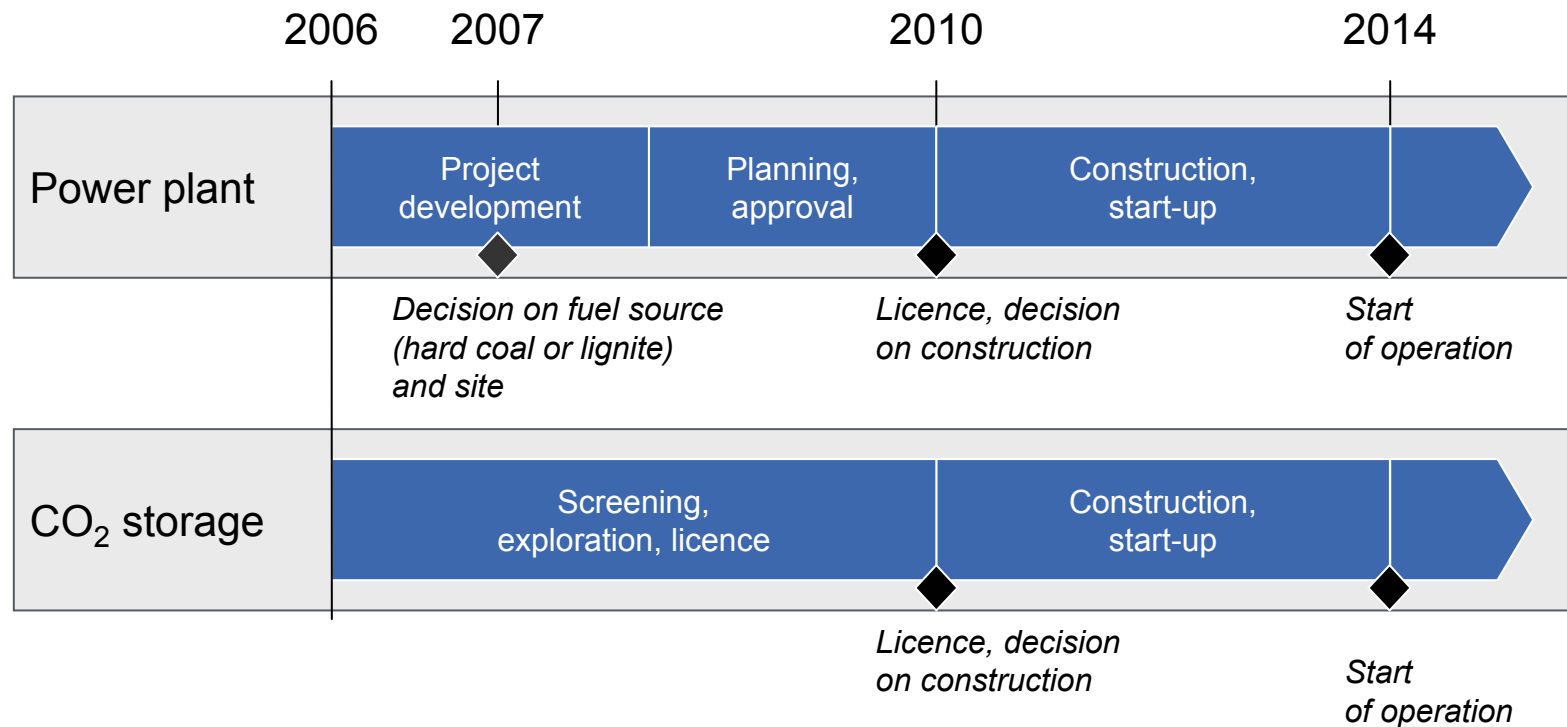 2006 2007 2010 2014
Power plant
Project
development
Planning,
approval
Construction,
start-up
Decision on fuel source
(hard coal or lignite)
and site
Licence, decision
on construction
Start
of operation
CO₂ storage
Screening,
exploration, licence
Construction,
start-up
Licence, decision
on construction
Start
of operation